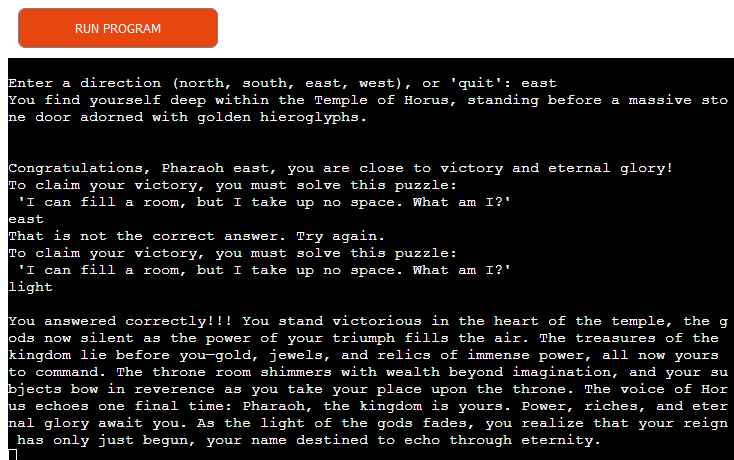 RUN PROGRAM
Enter a direction (north, south, east, west), or 'quit': east
You find yourself deep within the Temple of Horus, standing before a massive sto
ne door adorned with golden hieroglyphs.
Congratulations, Pharaoh east, you are close to victory and eternal glory!
To claim your victory, you must solve this puzzle:
'I can fill a room, but I take up no space. What am I?'
east
That is not the correct answer. Try again.
To claim your victory, you must solve this puzzle:
'I can fill a room, but I take up no space. What am I?'
light
You answered correctly!!! You stand victorious in the heart of the temple, the g
ods now silent as the power of your triumph fills the air. The treasures of the
kingdom lie before you—gold, jewels, and relics of immense power, all now yours
to command. The throne room shimmers with wealth beyond imagination, and your su
bjects bow in reverence as you take your place upon the throne. The voice of Hor
us echoes one final time: Pharaoh, the kingdom is yours. Power, riches, and eter
nal glory await you. As the light of the gods fades, you realize that your reign
has only just begun, your name destined to echo through eternity.